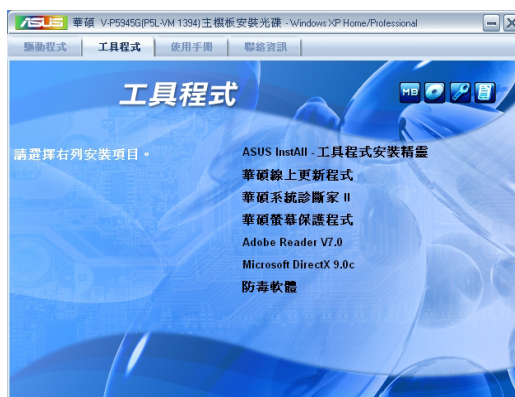 ASUS 華碩 V-P5945G(P5L-VM 1394)主機板安裝光碟 - Windows XP Home/Professional
驅動程式 工具程式 使用手冊 聯絡資訊
工具程式
MB
請選擇右列安裝項目。
ASUS InstAll - 工具程式安裝精靈
華碩線上更新程式
華碩系統診斷家 II
華碩螢幕保護程式
Adobe Reader V7.0
Microsoft DirectX 9.0c
防毒軟體